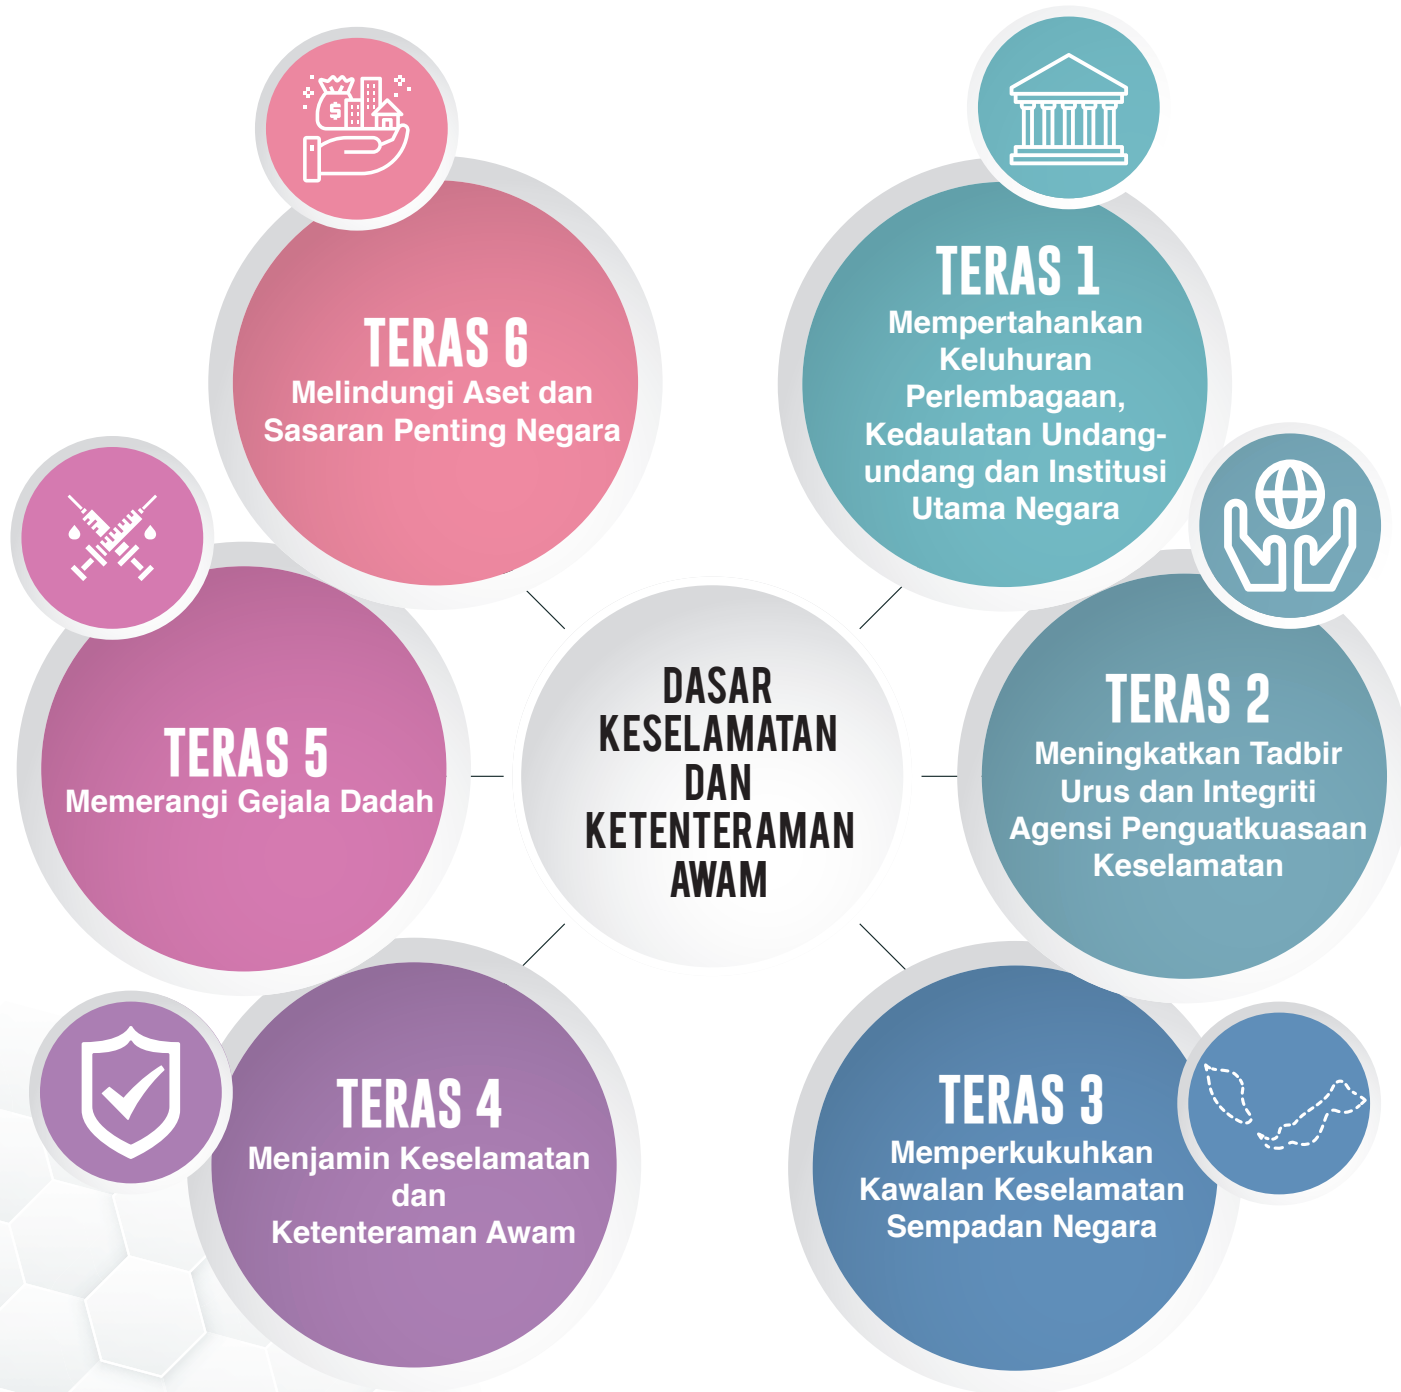 DASAR
KESELAMATAN
DAN
KETENTERAMAN
AWAM
TERAS 1
Mempertahankan
Keluhuran
Perlembagaan,
Kedaulatan Undang-
undang dan Institusi
Utama Negara
TERAS 2
Meningkatkan Tadbir
Urus dan Integriti
Agensi Penguatkuasaan
Keselamatan
TERAS 3
Memperkukuhkan
Kawalan Keselamatan
Sempadan Negara
TERAS 4
Menjamin Keselamatan
dan
Ketenteraman Awam
TERAS 5
Memerangi Gejala Dadah
TERAS 6
Melindungi Aset dan
Sasaran Penting Negara
$